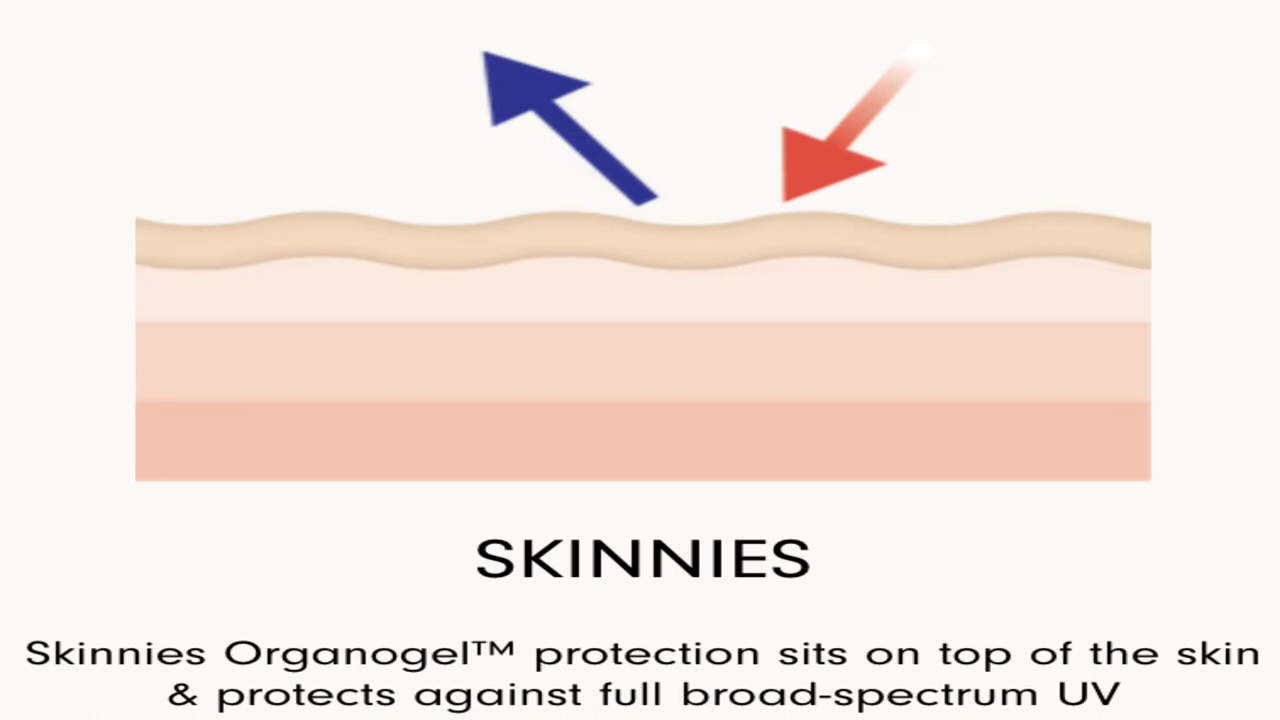 SKINNIES
Skinnies Organogel™ protection sits on top of the skin
& protects against full broad-spectrum UV